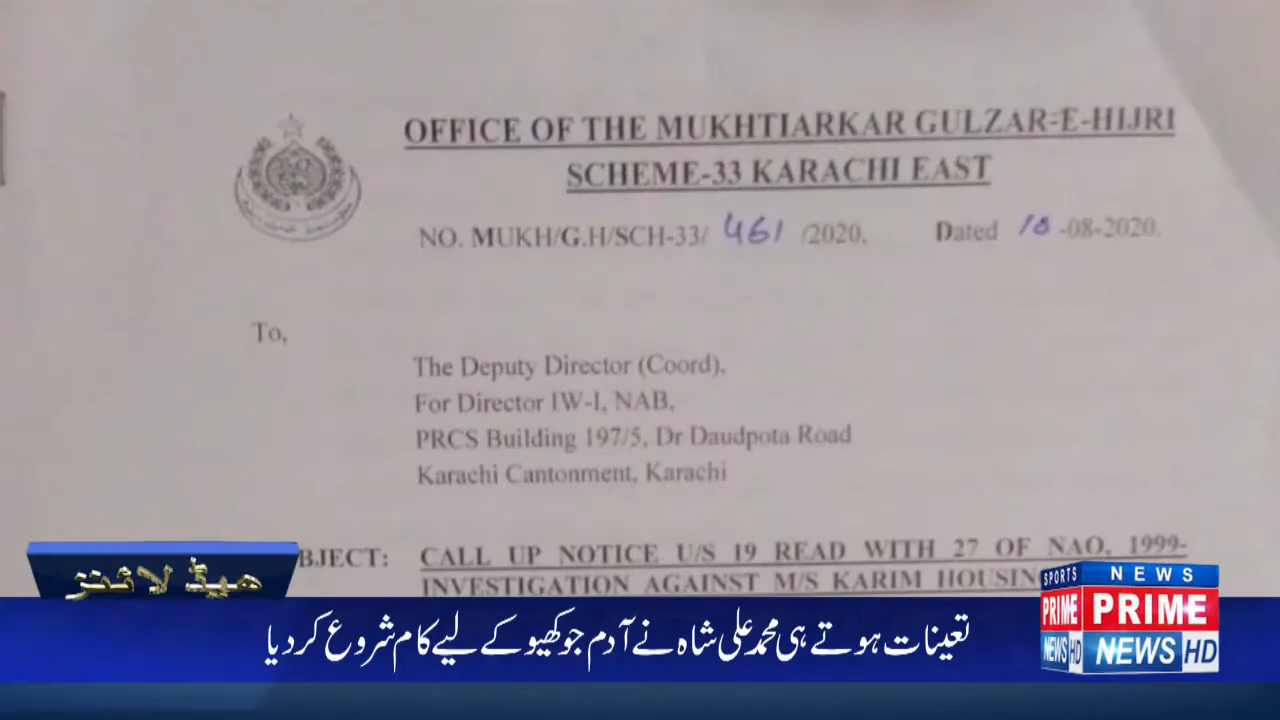 OFFICE OF THE MUKHTIARKAR GULZAR-E-HIJRI
SCHEME-33 KARACHI EAST
NO. MUKH/G.H/SCH-33/ 461 /2020. Dated 18-08-2020.
To,
The Deputy Director (Coord),
For Director IW-I, NAB,
PRCS Building 197/5, Dr Daudpota Road
Karachi Cantonment, Karachi
BJECT: CALL UP NOTICE U/S 19 READ WITH 27 OF NAO, 1999-
INVESTIGATION AGAINST M/S KARIM HOUSIN
ہیڈ لائنز
تعینات ہوتے ہی محمد علی شاہ نے آدم جوکھیو کے لیے کام شروع کر دیا
SPORTS NEWS
PRIME PRIME
NEWS HD NEWS HD